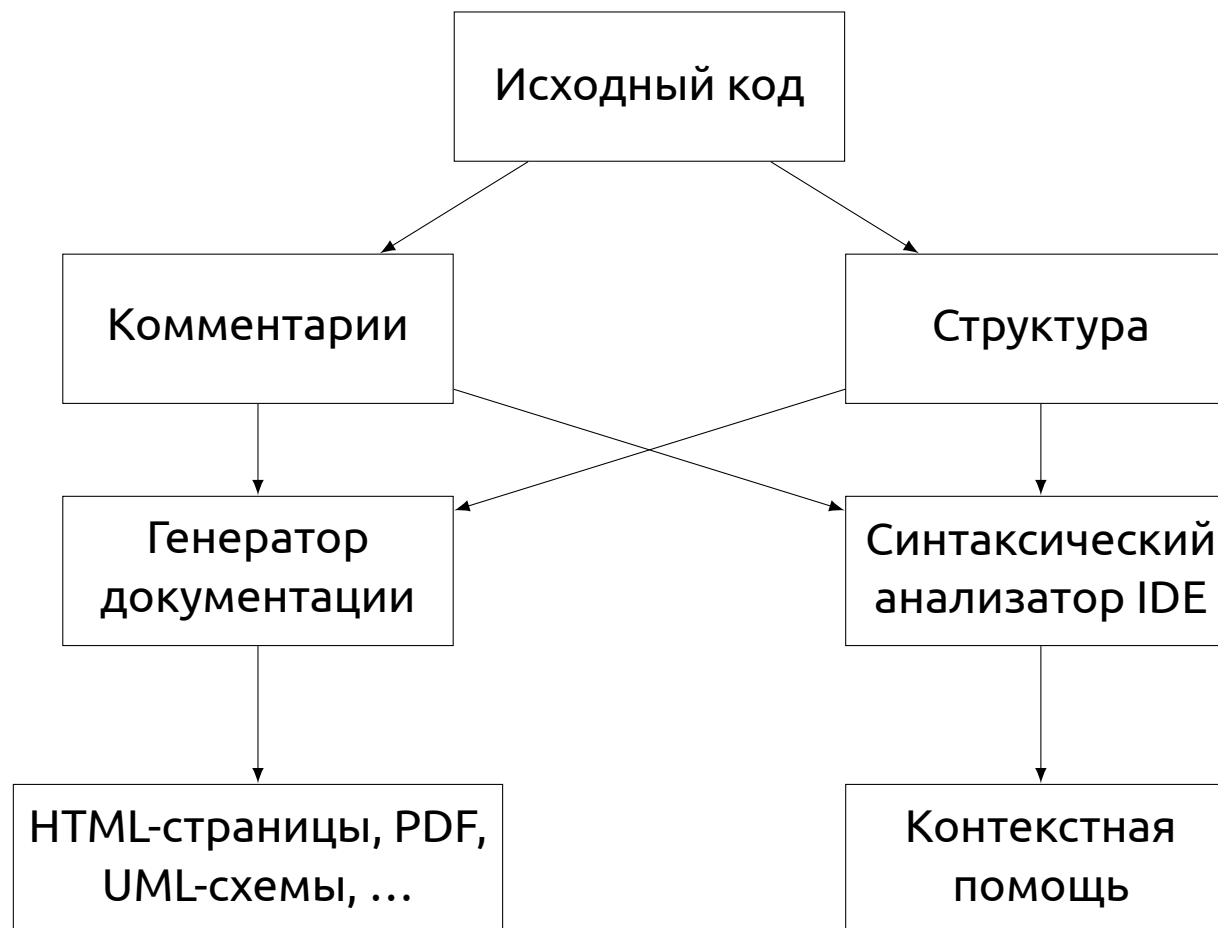 Исходный код
Комментарии
Структура
Генератор
документации
Синтаксический
анализатор IDE
HTML-страницы, PDF,
UML-схемы, …
Контекстная
помощь